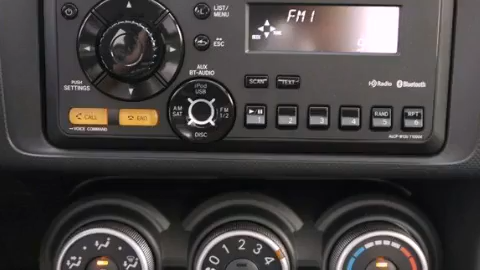 LIST/
MENU
FM1
ESC
AUX
BT-AUDIO
PUSH
SETTINGS
iPod
USB
AM
SAT
FM
1/2
DISC
SCAN
TEXT
HD Radio
Bluetooth
CALL
END
VOICE COMMAND
1 2 3 4 5 6
RAND
RPT
0 1 2 3 4